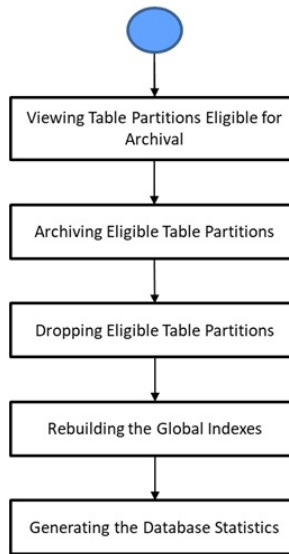 Viewing Table Partitions Eligible for
Archival
Archiving Eligible Table Partitions
Dropping Eligible Table Partitions
Rebuilding the Global Indexes
Generating the Database Statistics